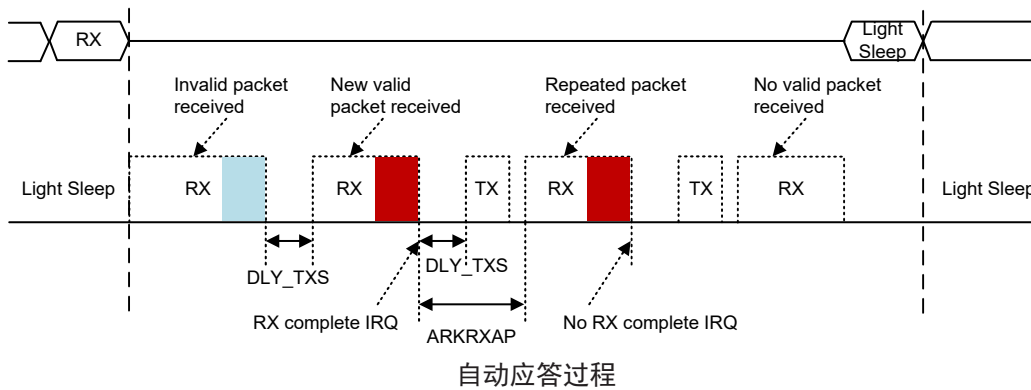 RX
Light
Sleep
Invalid packet
received
New valid
packet received
Repeated packet
received
No valid packet
received
Light Sleep
RX
RX
TX
RX
TX
RX
Light Sleep
DLY_TXS
DLY_TXS
RX complete IRQ
ARKRXAP
No RX complete IRQ
自动应答过程